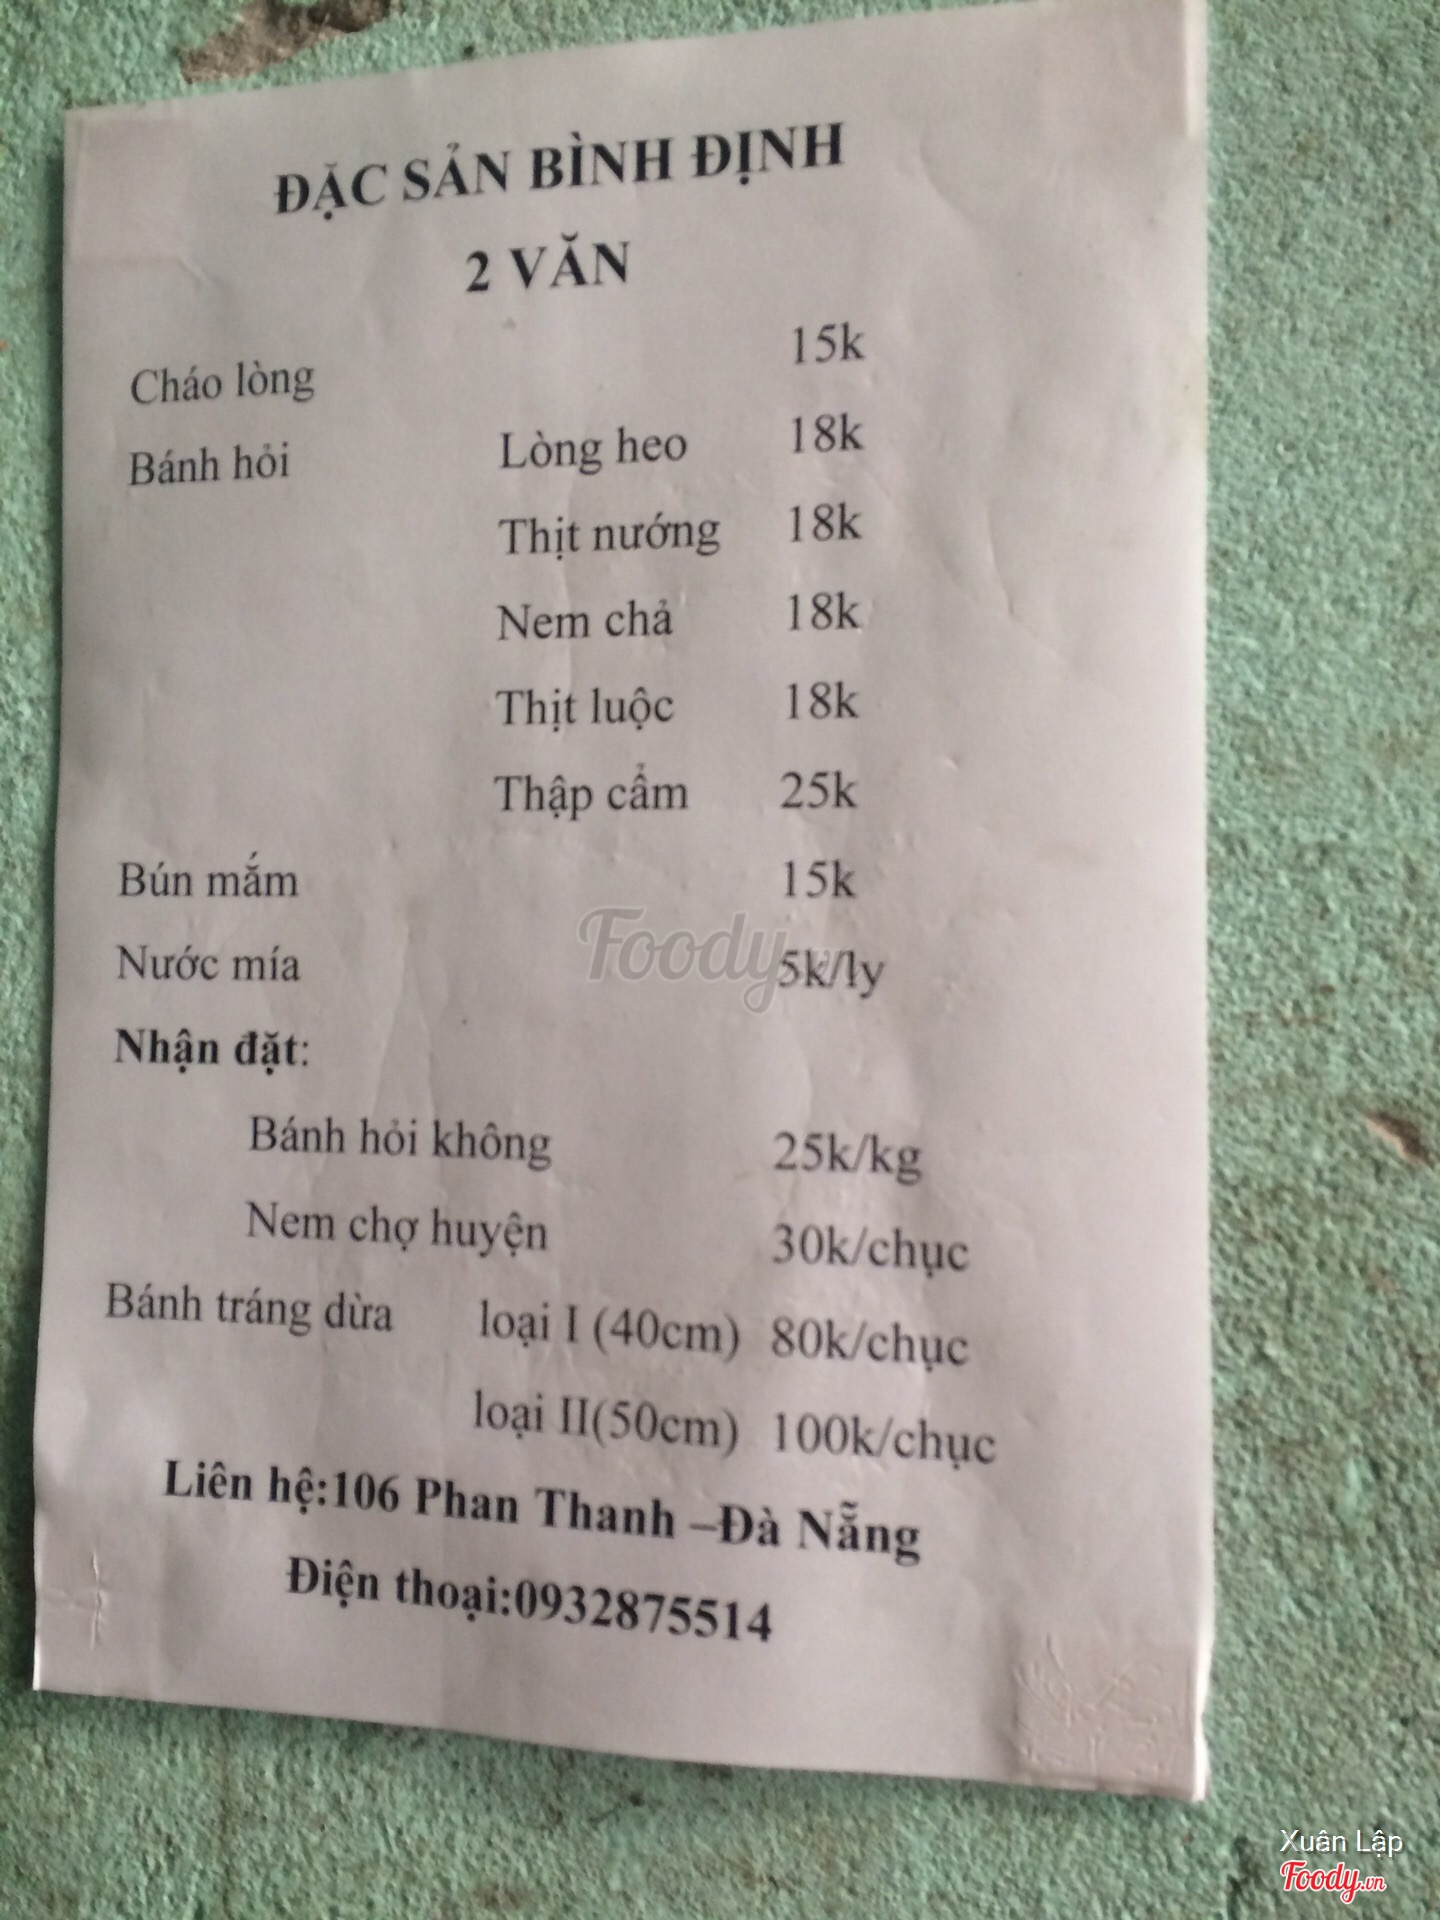 ĐẶC SẢN BÌNH ĐỊNH
2 VĂN
Cháo lòng 15k
Bánh hỏi Lòng heo 18k
Thịt nướng 18k
Nem chả 18k
Thịt luộc 18k
Thập cẩm 25k
Bún mắm 15k
Nước mía 5k/ly
Foody.vn
Nhận đặt:
Bánh hỏi không 25k/kg
Nem chợ huyện 30k/chục
Bánh tráng dừa loại I (40cm) 80k/chục
loại II(50cm) 100k/chục
Liên hệ:106 Phan Thanh –Đà Nẵng
Điện thoại:0932875514
Xuân Lập
Foody.vn